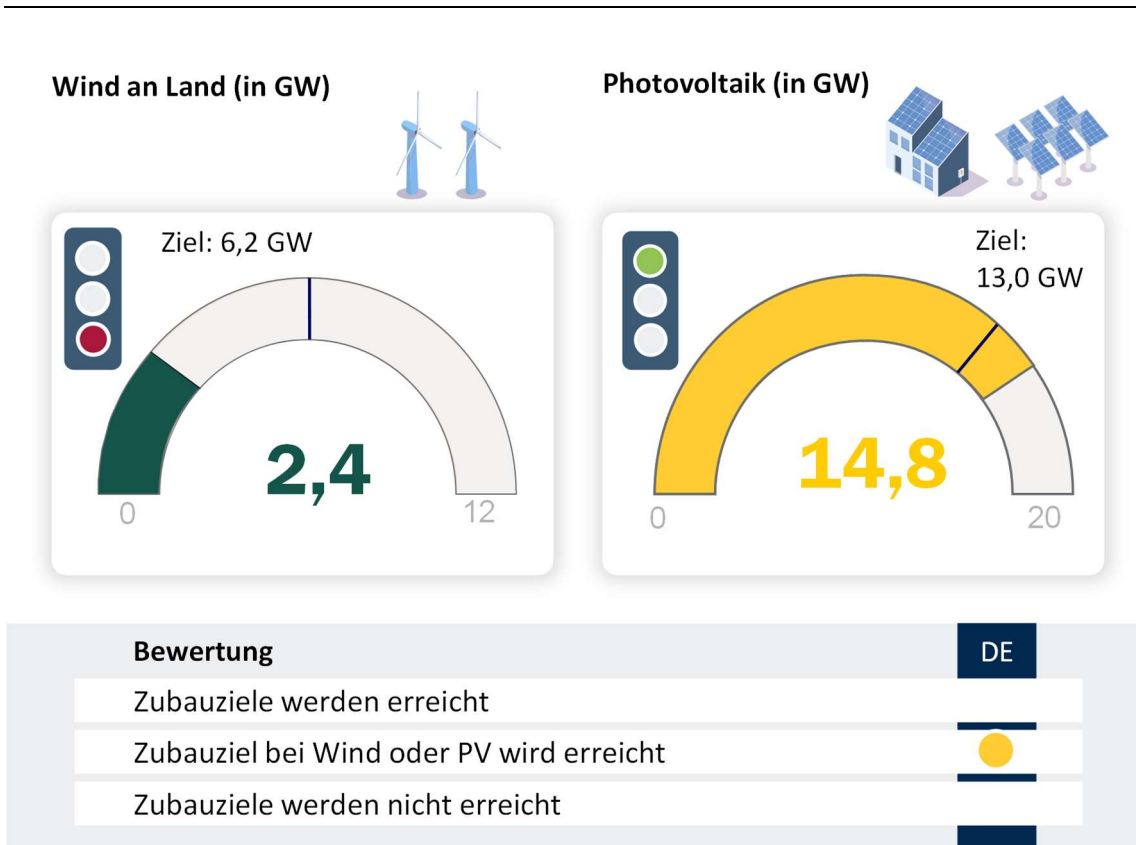 Wind an Land (in GW)
Photovoltaik (in GW)
Ziel: 6,2 GW
2,4
0
12
Ziel:
13,0 GW
14,8
0
20
Bewertung
DE
Zubauziele werden erreicht
Zubauziel bei Wind oder PV wird erreicht
Zubauziele werden nicht erreicht